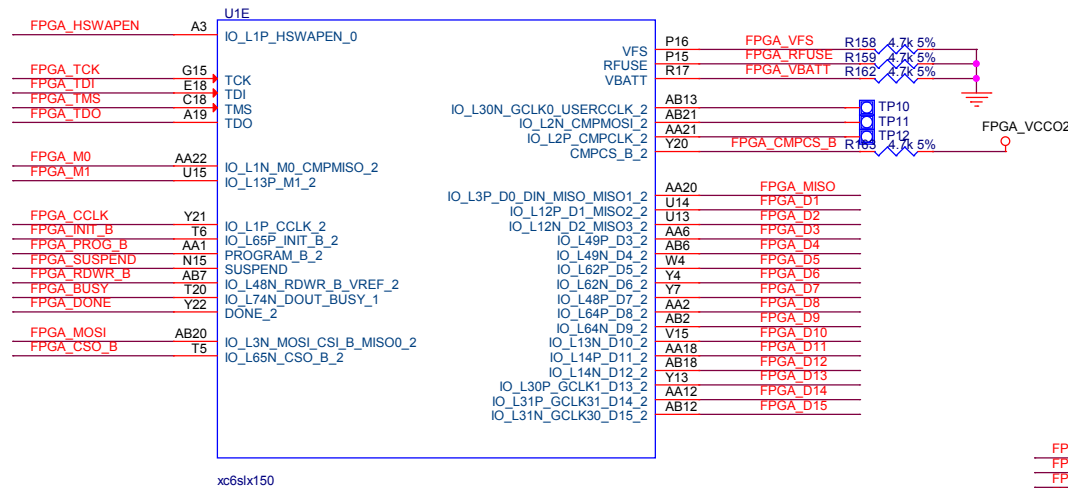 U1E
FPGA_HSWAPEN A3 IO_L1P_HSWAPEN_0
FPGA_TCK G15 TCK
FPGA_TDI E18 TDI
FPGA_TMS C18 TMS
FPGA_TDO A19 TDO
FPGA_M0 AA22 IO_L1N_M0_CMPMISO_2
FPGA_M1 U15 IO_L13P_M1_2
FPGA_CCLK Y21 IO_L1P_CCLK_2
FPGA_INIT_B T6 IO_L65P_INIT_B_2
FPGA_PROG_B AA1 PROGRAM_B_2
FPGA_SUSPEND N15 SUSPEND
FPGA_RDWR_B AB7 IO_L48N_RDWR_B_VREF_2
FPGA_BUSY T20 IO_L74N_DOUT_BUSY_1
FPGA_DONE Y22 DONE_2
FPGA_MOSI AB20 IO_L3N_MOSI_CSI_B_MISO0_2
FPGA_CSO_B T5 IO_L65N_CSO_B_2
VFS P16 FPGA_VFS R158 4.7k 5%
RFUSE P15 FPGA_RFUSE R159 4.7k 5%
VBATT R17 FPGA_VBATT R162 4.7k 5%
IO_L30N_GCLK0_USERCCLK_2 AB13 TP10
IO_L2N_CMPMOSI_2 AB21 TP11
IO_L2P_CMPCLK_2 AA21 TP12
CMPCS_B_2 Y20 FPGA_CMPCS_B 4.7k 5% FPGA_VCCO2
IO_L3P_D0_DIN_MISO_MISO1_2 AA20 FPGA_MISO
IO_L12P_D1_MISO2_2 U14 FPGA_D1
IO_L12N_D2_MISO3_2 U13 FPGA_D2
IO_L49P_D3_2 AA6 FPGA_D3
IO_L49N_D4_2 AB6 FPGA_D4
IO_L62P_D5_2 W4 FPGA_D5
IO_L62N_D6_2 Y4 FPGA_D6
IO_L48P_D7_2 Y7 FPGA_D7
IO_L64P_D8_2 AA2 FPGA_D8
IO_L64N_D9_2 AB2 FPGA_D9
IO_L13N_D10_2 V15 FPGA_D10
IO_L14P_D11_2 AA18 FPGA_D11
IO_L14N_D12_2 AB18 FPGA_D12
IO_L30P_GCLK1_D13_2 Y13 FPGA_D13
IO_L31P_GCLK31_D14_2 AA12 FPGA_D14
IO_L31N_GCLK30_D15_2 AB12 FPGA_D15
xc6slx150
FP
FP
FP